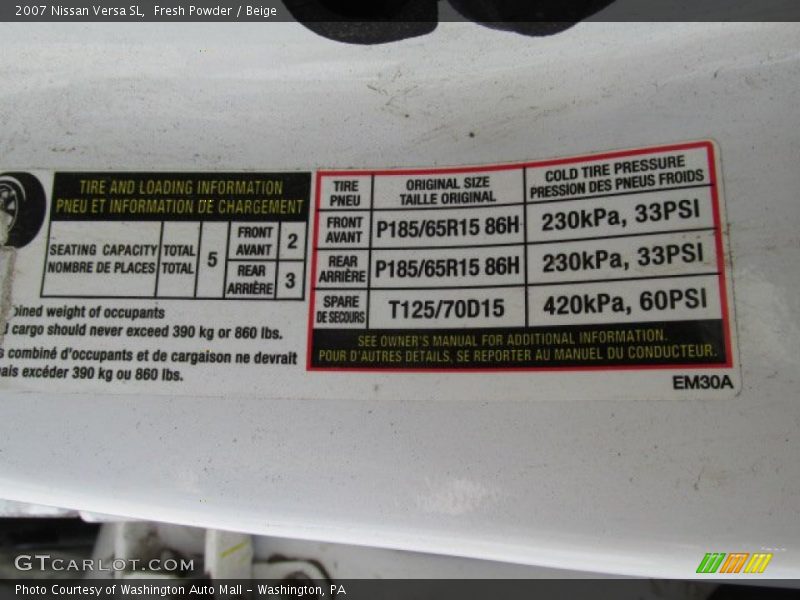 2007 Nissan Versa SL, Fresh Powder / Beige
TIRE AND LOADING INFORMATION
PNEU ET INFORMATION DE CHARGEMENT
SEATING CAPACITY
NOMBRE DE PLACES
TOTAL
TOTAL
5
FRONT
AVANT
2
REAR
ARRIÈRE
3
weight of occupants
cargo should never exceed 390 kg or 860 lbs.
combiné d'occupants et de cargaison ne devrait
excéder 390 kg ou 860 lbs.
TIRE
PNEU
ORIGINAL SIZE
TAILLE ORIGINAL
COLD TIRE PRESSURE
PRESSION DES PNEUS FROIDS
FRONT
AVANT
P185/65R15 86H
230kPa, 33PSI
REAR
ARRIÈRE
P185/65R15 86H
230kPa, 33PSI
SPARE
DE SECOURS
T125/70D15
420kPa, 60PSI
SEE OWNER'S MANUAL FOR ADDITIONAL INFORMATION.
POUR D'AUTRES DETAILS, SE REPORTER AU MANUEL DU CONDUCTEUR.
EM30A
GTCARLOT.COM
Photo Courtesy of Washington Auto Mall - Washington, PA